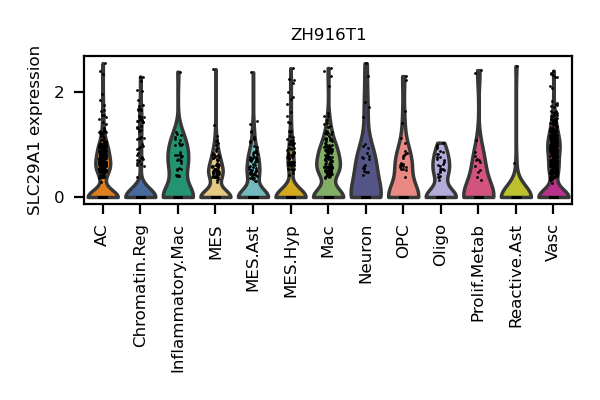 ZH916T1
SLC29A1 expression
2
0
AC
Chromatin.Reg
Inflammatory.Mac
MES
MES.Ast
MES.Hyp
Mac
Neuron
OPC
Oligo
Prolif.Metab
Reactive.Ast
Vasc